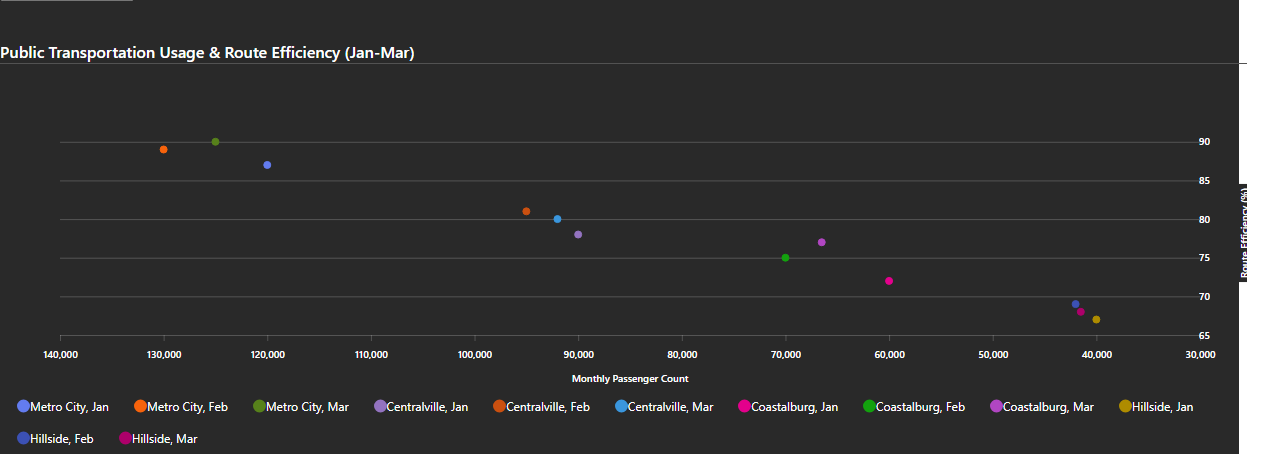 Public Transportation Usage & Route Efficiency (Jan-Mar)
90
85
80
75
70
65
Route Efficiency (%)
140,000 130,000 120,000 110,000 100,000 90,000 80,000 70,000 60,000 50,000 40,000 30,000
Monthly Passenger Count
Metro City, Jan Metro City, Feb Metro City, Mar Centralville, Jan Centralville, Feb Centralville, Mar Coastalburg, Jan Coastalburg, Feb Coastalburg, Mar Hillside, Jan
Hillside, Feb Hillside, Mar